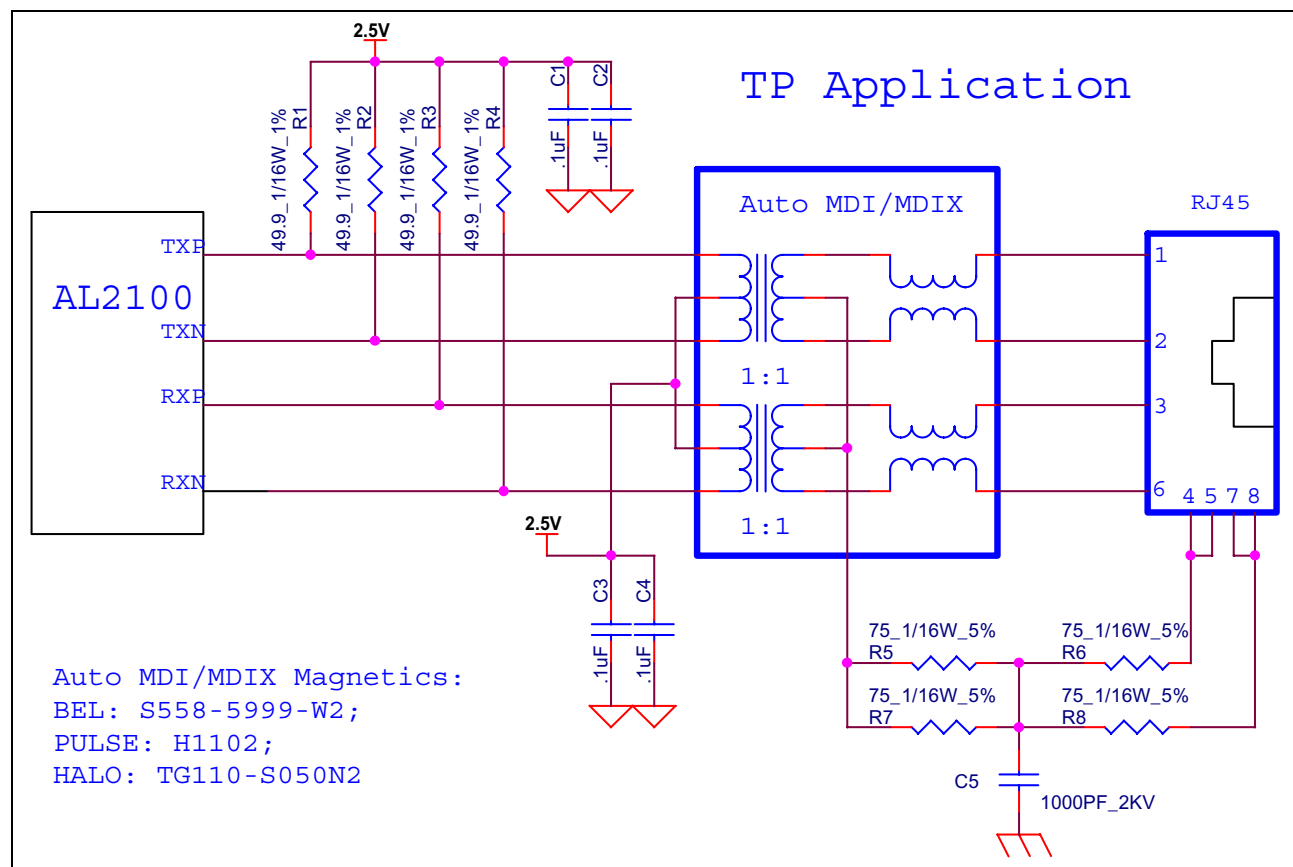 2.5V
TP Application
C1
.1uF
C2
.1uF
R1
49.9_1/16W_1%
R2
49.9_1/16W_1%
R3
49.9_1/16W_1%
R4
49.9_1/16W_1%
AL2100
TXP
TXN
RXP
RXN
Auto MDI/MDIX
1:1
1:1
RJ45
1
2
3
6
4 5 7 8
2.5V
C3
.1uF
C4
.1uF
75_1/16W_5%
R5
75_1/16W_5%
R6
75_1/16W_5%
R7
75_1/16W_5%
R8
C5
1000PF_2KV
Auto MDI/MDIX Magnetics:
BEL: S558-5999-W2;
PULSE: H1102;
HALO: TG110-S050N2